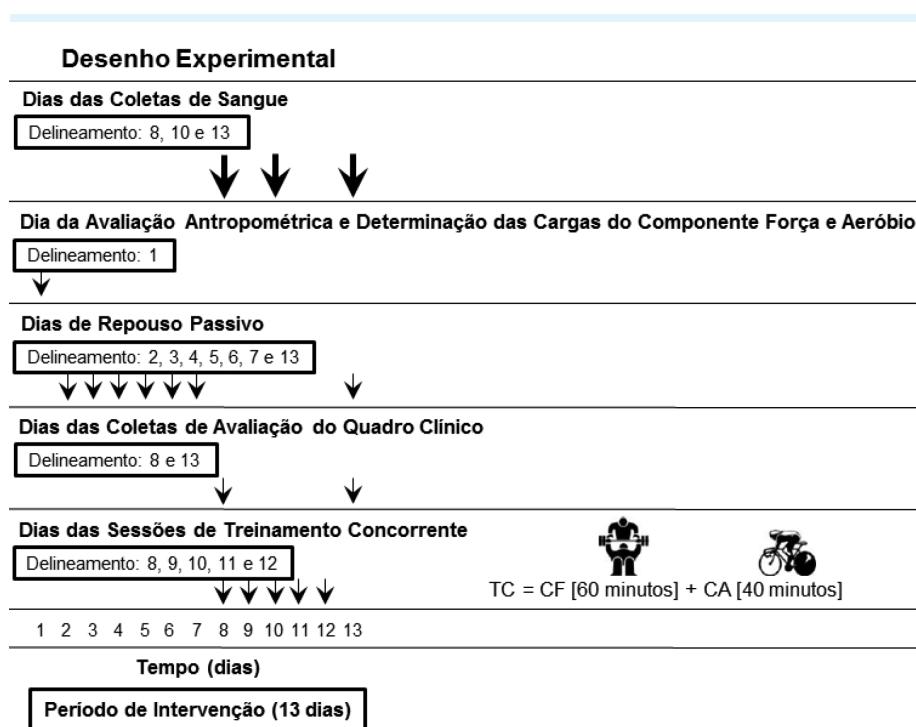 Desenho Experimental
Dias das Coletas de Sangue
Delineamento: 8, 10 e 13
Dia da Avaliação Antropométrica e Determinação das Cargas do Componente Força e Aeróbio
Delineamento: 1
Dias de Repouso Passivo
Delineamento: 2, 3, 4, 5, 6, 7 e 13
Dias das Coletas de Avaliação do Quadro Clínico
Delineamento: 8 e 13
Dias das Sessões de Treinamento Concorrente
Delineamento: 8, 9, 10, 11 e 12
TC = CF [60 minutos] + CA [40 minutos]
1 2 3 4 5 6 7 8 9 10 11 12 13
Tempo (dias)
Período de Intervenção (13 dias)